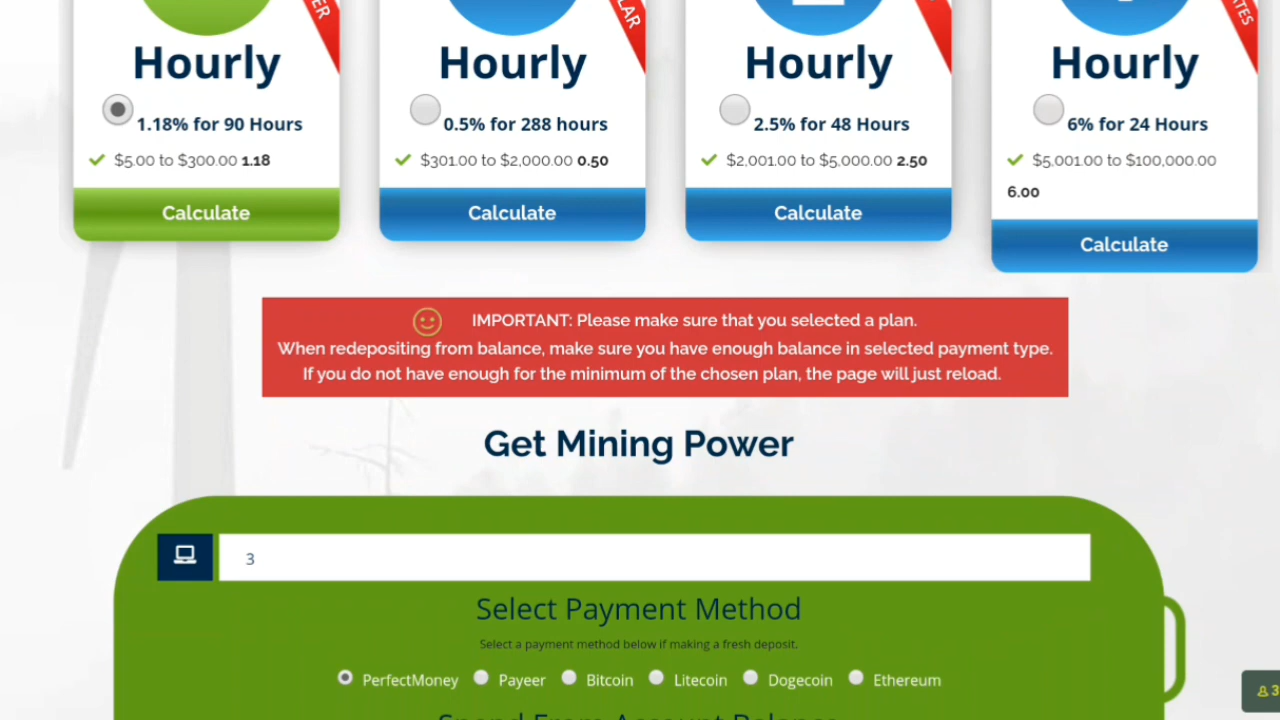 Hourly
1.18% for 90 Hours
$5.00 to $300.00 1.18
Calculate
Hourly
0.5% for 288 hours
$301.00 to $2,000.00 0.50
Calculate
Hourly
2.5% for 48 Hours
$2,001.00 to $5,000.00 2.50
Calculate
Hourly
6% for 24 Hours
$5,001.00 to $100,000.00
6.00
Calculate
IMPORTANT: Please make sure that you selected a plan.
When redepositing from balance, make sure you have enough balance in selected payment type.
If you do not have enough for the minimum of the chosen plan, the page will just reload.
Get Mining Power
3
Select Payment Method
Select a payment method below if making a fresh deposit.
PerfectMoney Payeer Bitcoin Litecoin Dogecoin Ethereum
Spend From Account Balance
3